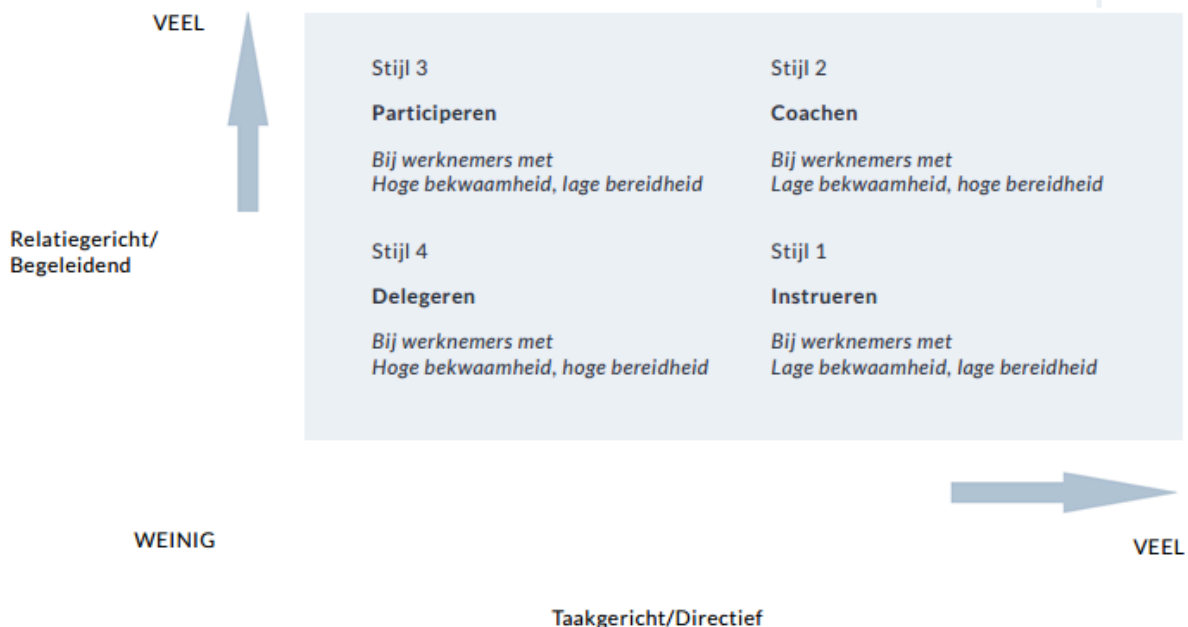 VEEL
Stijl 3
Participeren
Bij werknemers met
Hoge bekwaamheid, lage bereidheid
Stijl 2
Coachen
Bij werknemers met
Lage bekwaamheid, hoge bereidheid
Relatiegericht/
Begeleidend
Stijl 4
Delegeren
Bij werknemers met
Hoge bekwaamheid, hoge bereidheid
Stijl 1
Instrueren
Bij werknemers met
Lage bekwaamheid, lage bereidheid
WEINIG
VEEL
Taakgericht/Directief